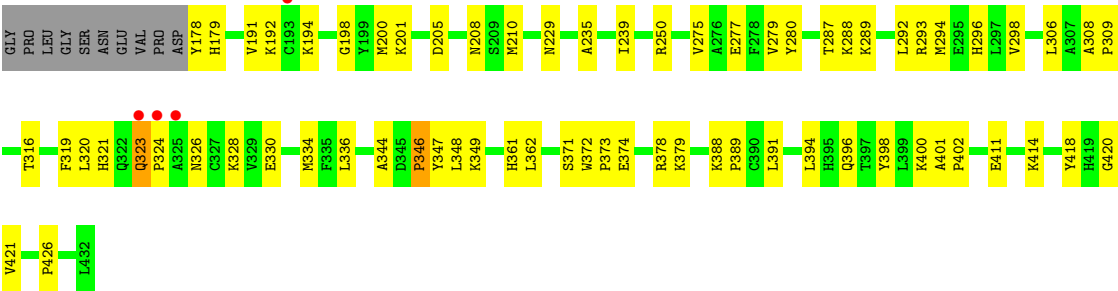 GLY PRO LEU GLY SER ASN GLU VAL PRO ASP Y178 H179 V191 K192 C193 K194 G198 Y199 M200 K201 D205 N208 S209 M210 N229 A235 I239 R250 V275 A276 E277 F278 V279 Y280 T287 K288 K289 L292 R293 M294 E295 H296 L297 V298 L306 A307 A308 P309
T316 F319 L320 H321 Q322 Q323 P324 A325 N326 C327 K328 V329 E330 M334 F335 L336 A344 D345 P346 Y347 L348 K349 H361 L362 S371 W372 P373 E374 R378 K379 K388 P389 C390 L391 L394 H395 Q396 T397 Y398 L399 K400 A401 P402 E411 K414 Y418 H419 G420
V421 P426 L432